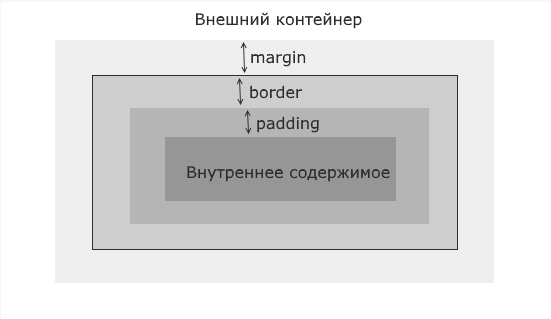 Внешний контейнер
margin
border
padding
Внутреннее содержимое